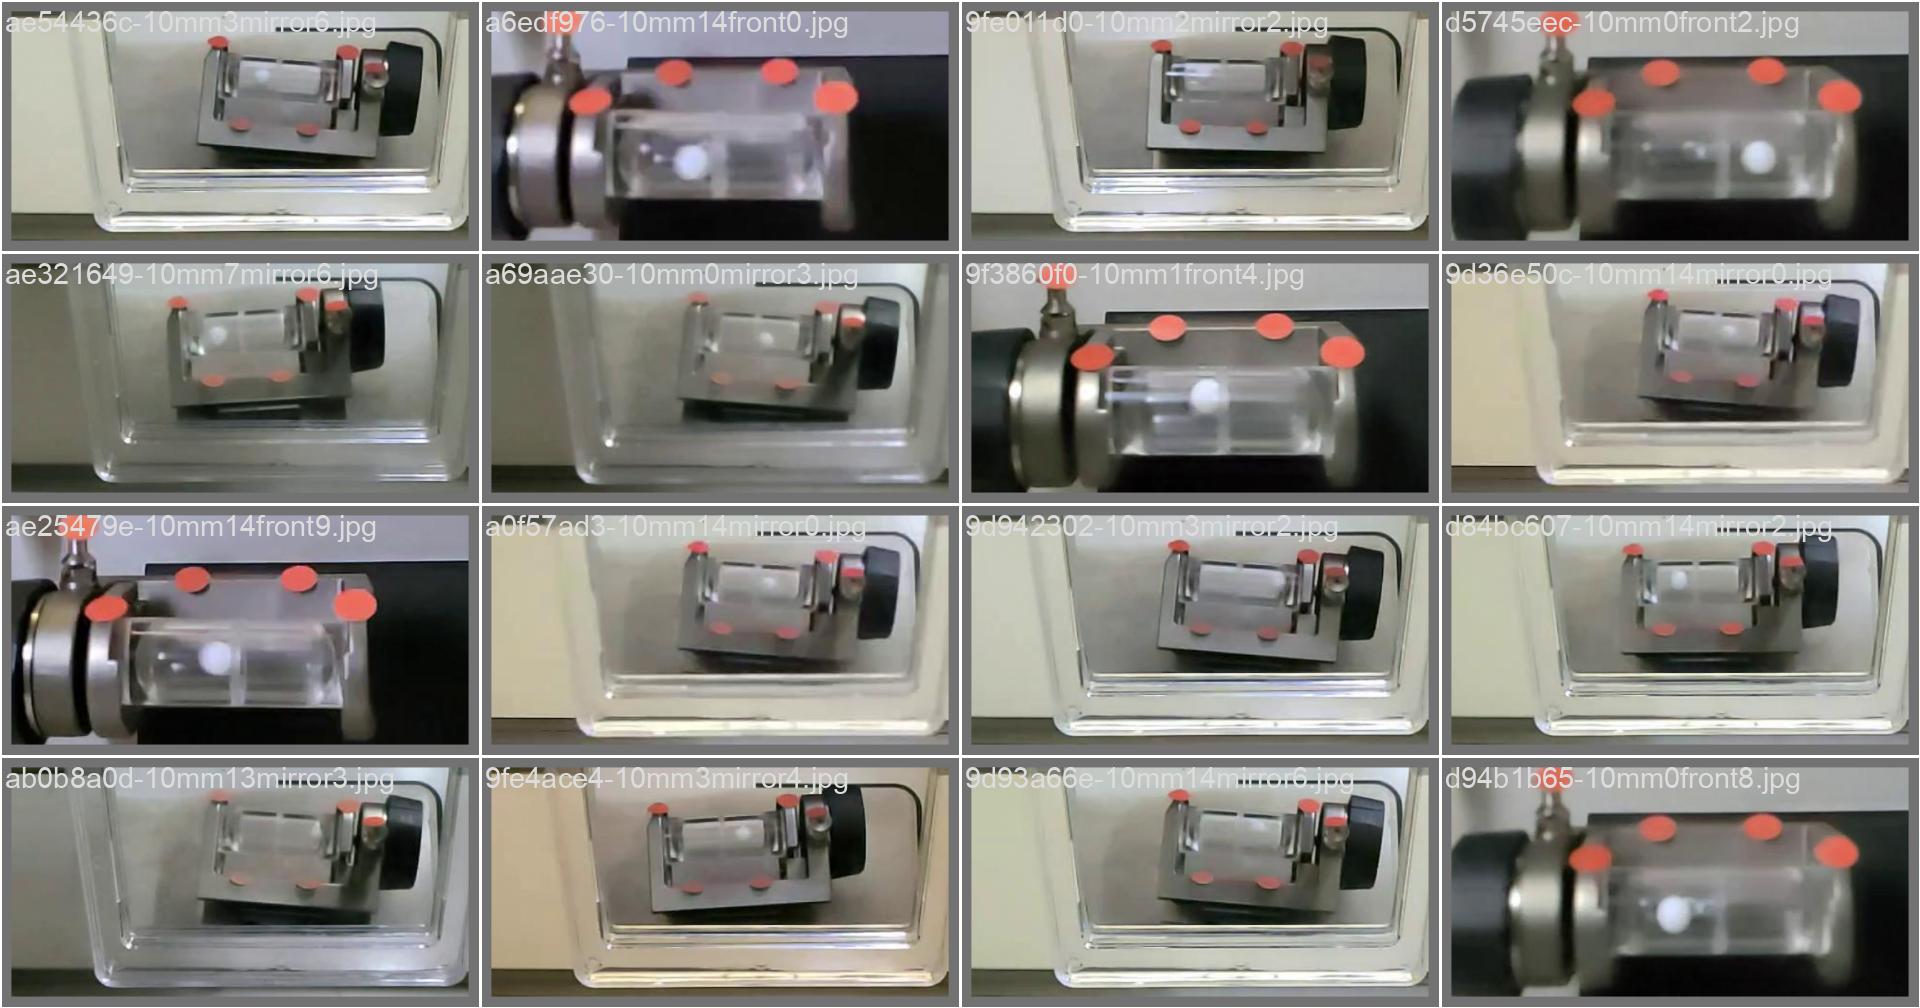 ae54436c-10mm3mirror6.jpg
a6edf976-10mm14front0.jpg
9fe011d0-10mm2mirror2.jpg
d5745eec-10mm0front2.jpg
ae321649-10mm7mirror6.jpg
a69aae30-10mm0mirror3.jpg
9f3860f0-10mm1front4.jpg
9d36e50c-10mm14mirror0.jpg
ae25479e-10mm14front9.jpg
a0f57ad3-10mm14mirror0.jpg
9d942302-10mm3mirror2.jpg
d84bc607-10mm14mirror2.jpg
ab0b8a0d-10mm13mirror3.jpg
9fe4ace4-10mm3mirror4.jpg
9d93a66e-10mm14mirror6.jpg
d94b1b65-10mm0front8.jpg